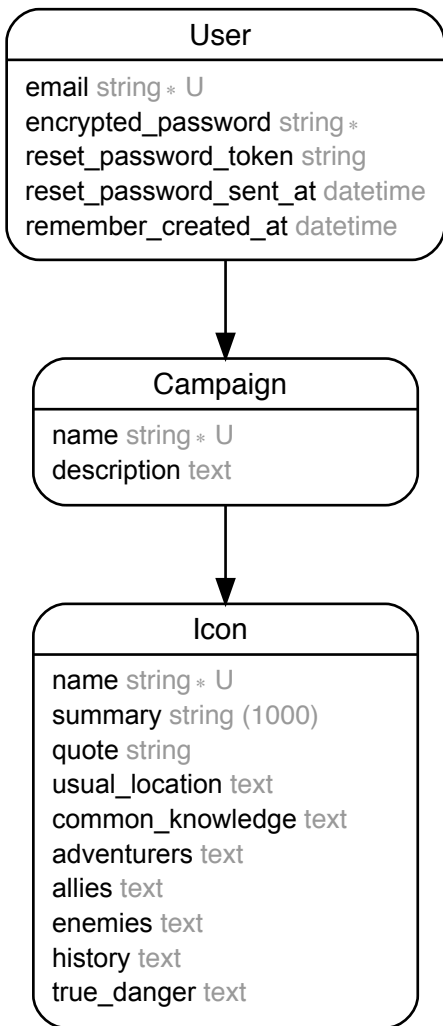 User
email string * U
encrypted_password string *
reset_password_token string
reset_password_sent_at datetime
remember_created_at datetime
Campaign
name string * U
description text
Icon
name string * U
summary string (1000)
quote string
usual_location text
common_knowledge text
adventurers text
allies text
enemies text
history text
true_danger text